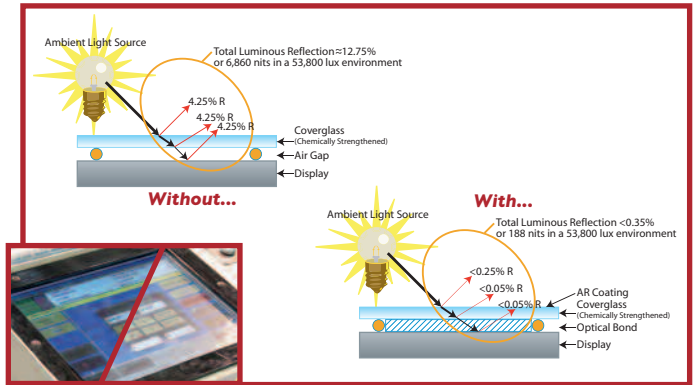 Ambient Light Source
Total Luminous Reflection≈12.75%
or 6,860 nits in a 53,800 lux environment
4.25% R
4.25% R
4.25% R
Coverglass
(Chemically Strengthened)
Air Gap
Display
Without...
With...
Ambient Light Source
Total Luminous Reflection <0.35%
or 188 nits in a 53,800 lux environment
<0.25% R
<0.05% R
<0.05% R
AR Coating
Coverglass
(Chemically Strengthened)
Optical Bond
Display